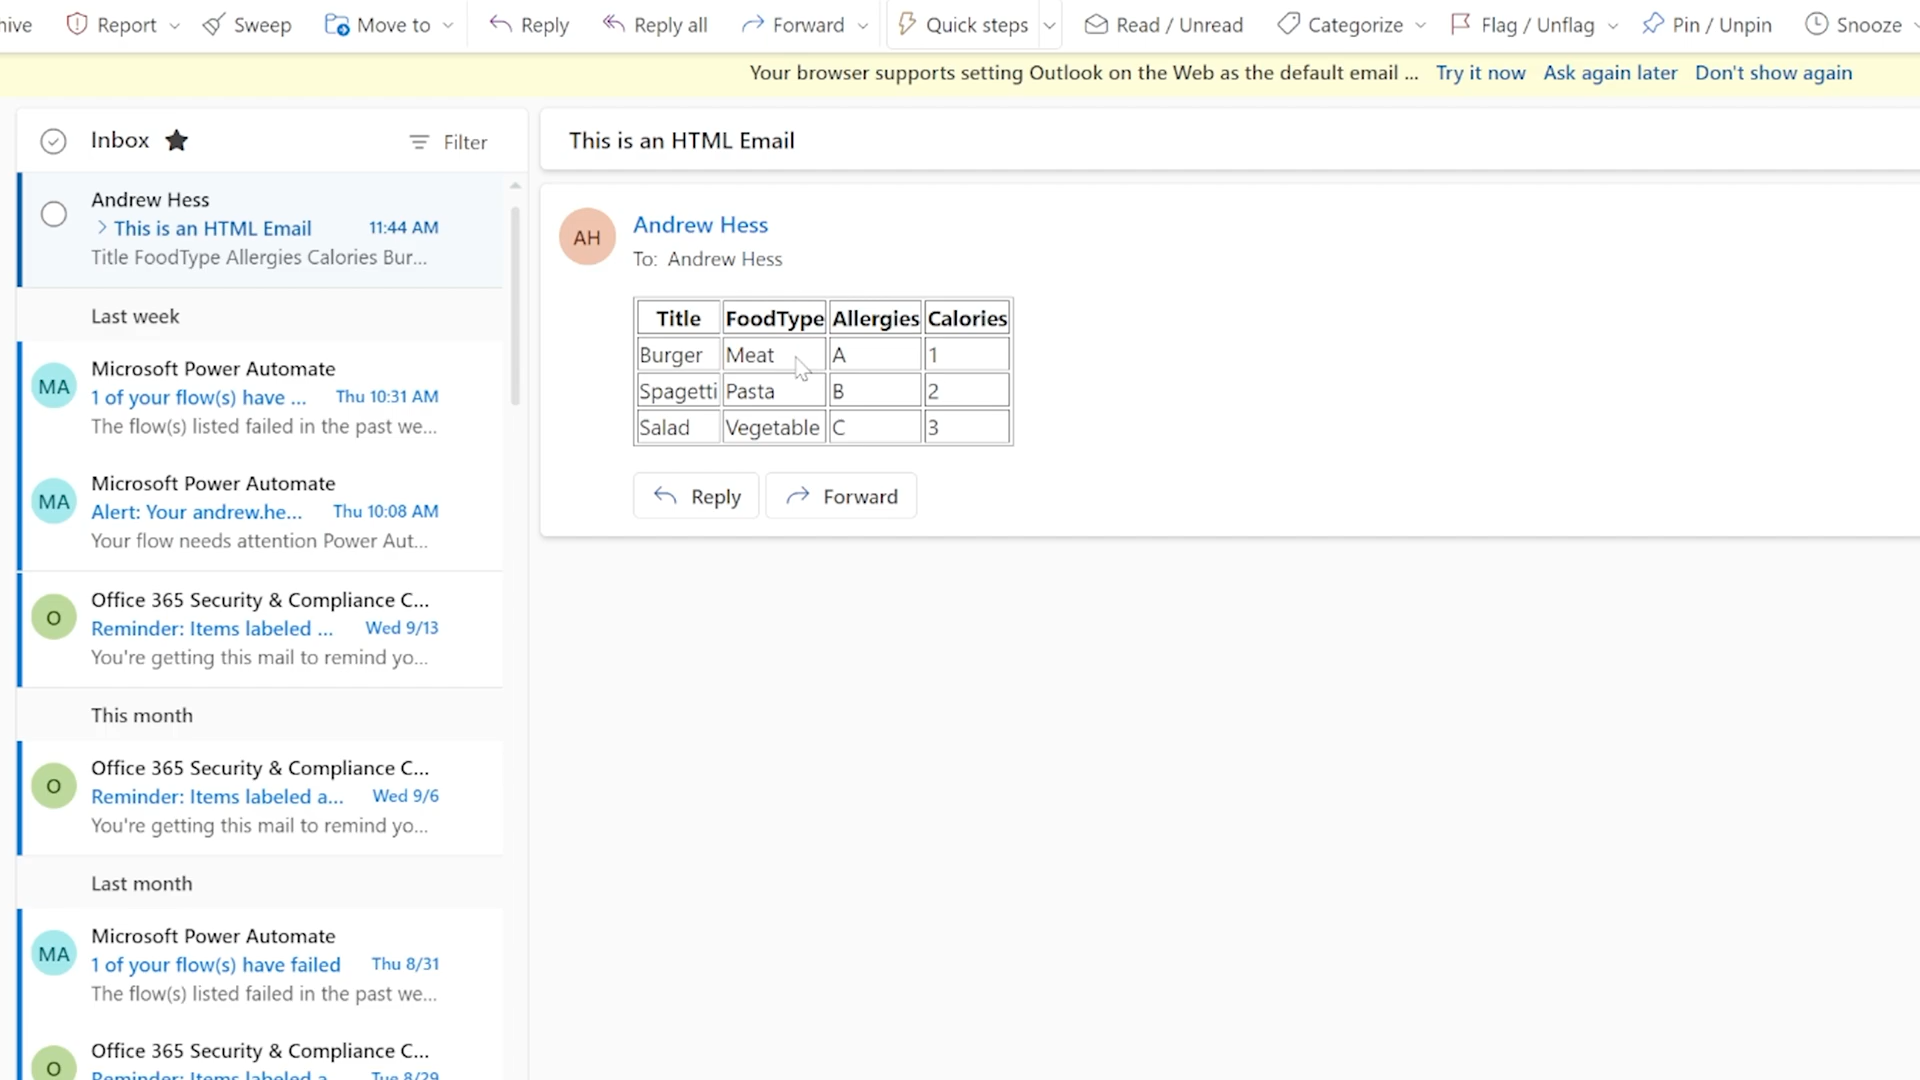 hive Report Sweep Move to Reply Reply all Forward Quick steps Read / Unread Categorize Flag / Unflag Pin / Unpin Snooze
Your browser supports setting Outlook on the Web as the default email ... Try it now Ask again later Don't show again
Inbox Filter
Andrew Hess
This is an HTML Email 11:44 AM
Title FoodType Allergies Calories Bur...
Last week
MA
Microsoft Power Automate
1 of your flow(s) have ... Thu 10:31 AM
The flow(s) listed failed in the past we...
MA
Microsoft Power Automate
Alert: Your andrew.he... Thu 10:08 AM
Your flow needs attention Power Aut...
O
Office 365 Security & Compliance C...
Reminder: Items labeled ... Wed 9/13
You're getting this mail to remind yo...
This month
O
Office 365 Security & Compliance C...
Reminder: Items labeled a... Wed 9/6
You're getting this mail to remind yo...
Last month
MA
Microsoft Power Automate
1 of your flow(s) have failed Thu 8/31
The flow(s) listed failed in the past we...
O
Office 365 Security & Compliance C...
Reminder: Items labeled a... Tue 8/29
This is an HTML Email
AH
Andrew Hess
To: Andrew Hess
Title FoodType Allergies Calories
Burger Meat A 1
Spagetti Pasta B 2
Salad Vegetable C 3
Reply Forward